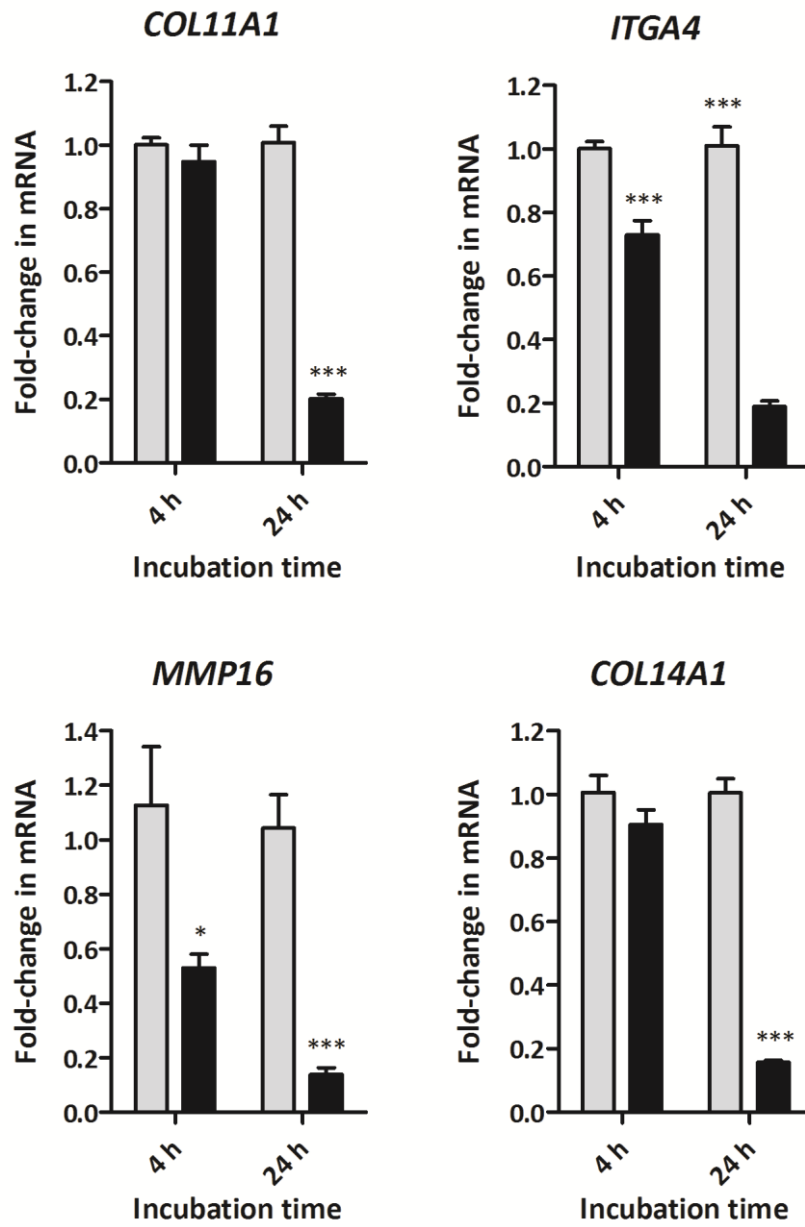 COL11A1
Fold-change in mRNA
1.2
1.0
0.8
0.6
0.4
0.2
0.0
***
4 h
24 h
Incubation time
ITGA4
Fold-change in mRNA
1.2
1.0
0.8
0.6
0.4
0.2
0.0
***
***
4 h
24 h
Incubation time
MMP16
Fold-change in mRNA
1.4
1.2
1.0
0.8
0.6
0.4
0.2
0.0
*
***
4 h
24 h
Incubation time
COL14A1
Fold-change in mRNA
1.2
1.0
0.8
0.6
0.4
0.2
0.0
***
4 h
24 h
Incubation time